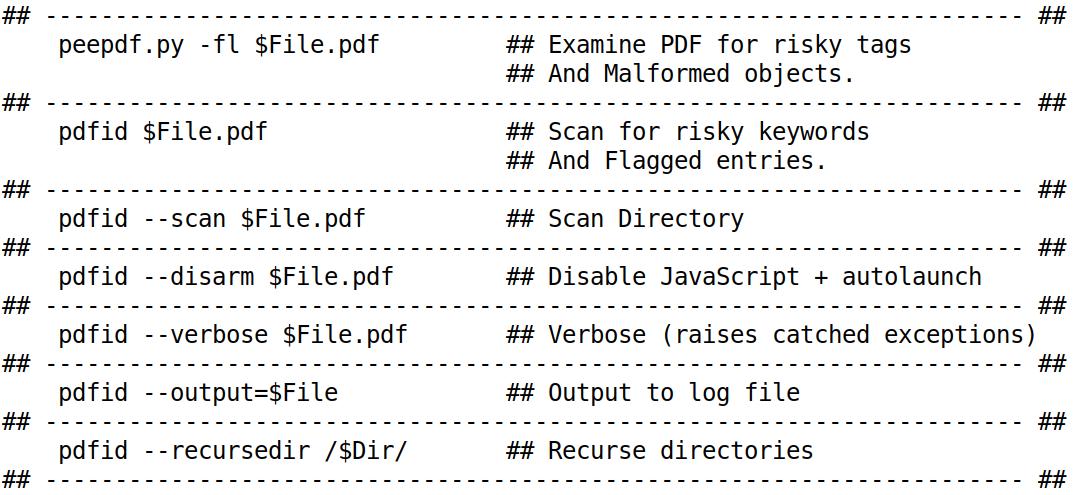 ## ---------------------------------------------------------------------- ##
    peepdf.py -fl $File.pdf         ## Examine PDF for risky tags
                                    ## And Malformed objects.
## ---------------------------------------------------------------------- ##
    pdfid $File.pdf                 ## Scan for risky keywords
                                    ## And Flagged entries.
## ---------------------------------------------------------------------- ##
    pdfid --scan $File.pdf          ## Scan Directory
## ---------------------------------------------------------------------- ##
    pdfid --disarm $File.pdf        ## Disable JavaScript + autolaunch
## ---------------------------------------------------------------------- ##
    pdfid --verbose $File.pdf       ## Verbose (raises catched exceptions)
## ---------------------------------------------------------------------- ##
    pdfid --output=$File            ## Output to log file
## ---------------------------------------------------------------------- ##
    pdfid --recursedir /$Dir/       ## Recurse directories
## ---------------------------------------------------------------------- ##